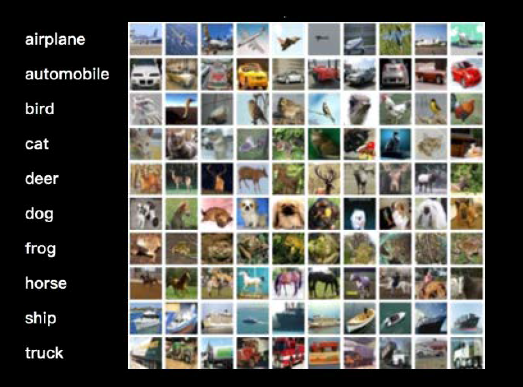 airplane
automobile
bird
cat
deer
dog
frog
horse
ship
truck